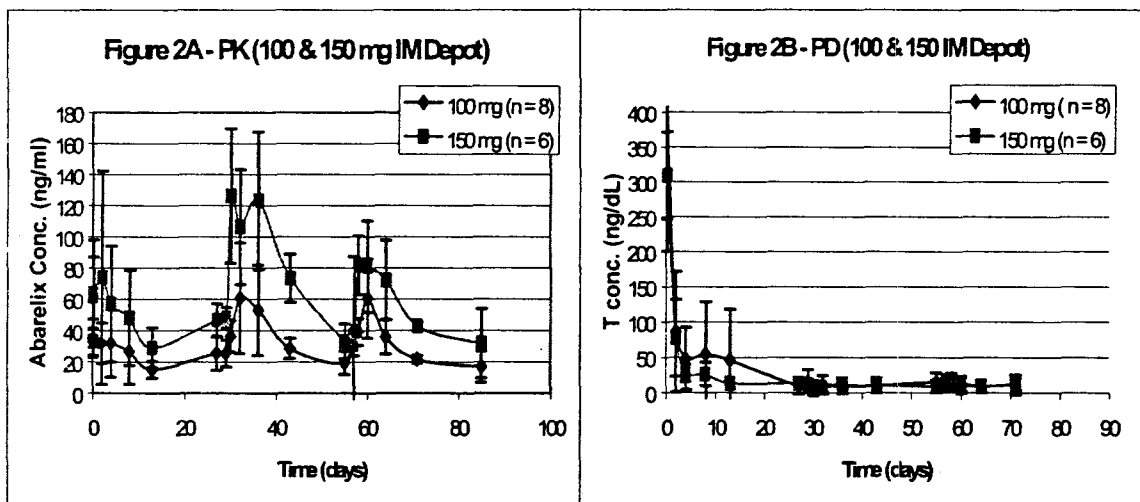 Figure 2A - PK (100 & 150 mg IM Depot)
100 mg (n = 8)
150 mg (n = 6)
Abarelix Conc. (ng/ml)
180
160
140
120
100
80
60
40
20
0
0 20 40 60 80 100
Time (days)
Figure 2B - PD (100 & 150 IM Depot)
100 mg (n = 8)
150 mg (n = 6)
T conc. (ng/dL)
400
350
300
250
200
150
100
50
0
0 10 20 30 40 50 60 70 80 90
Time (days)